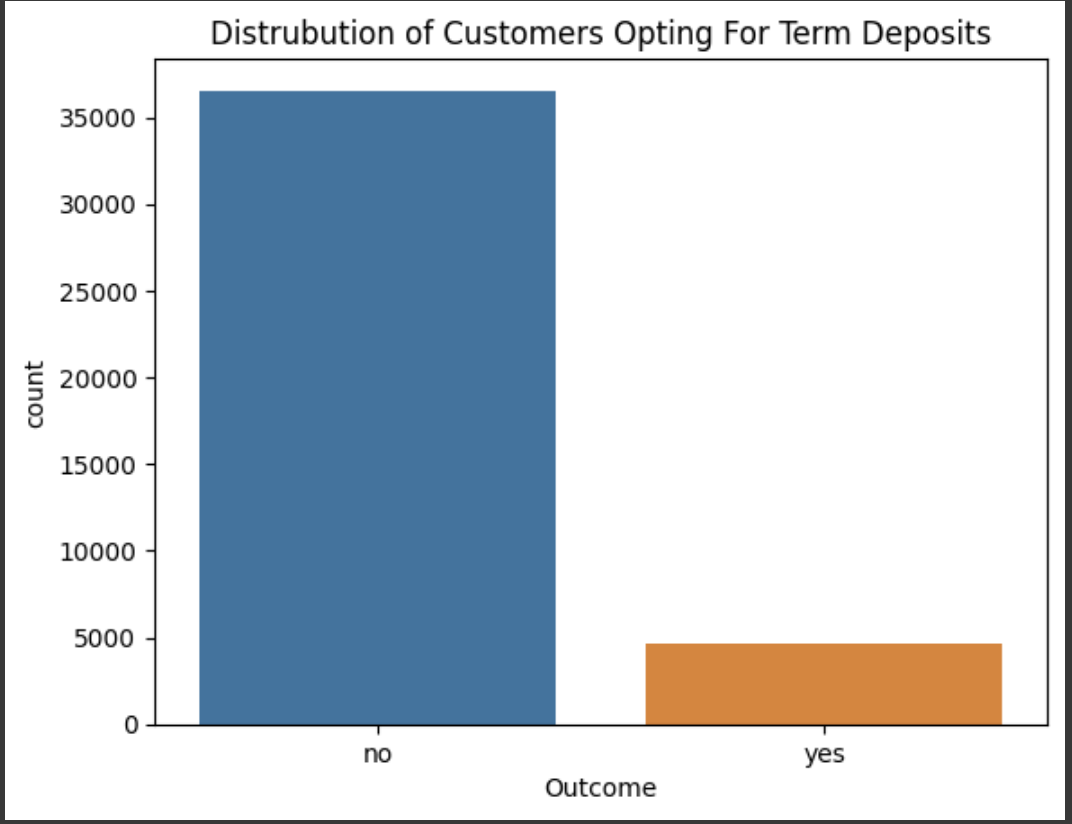 Distrubution of Customers Opting For Term Deposits
35000
30000
25000
20000
15000
10000
5000
0
count
no
yes
Outcome